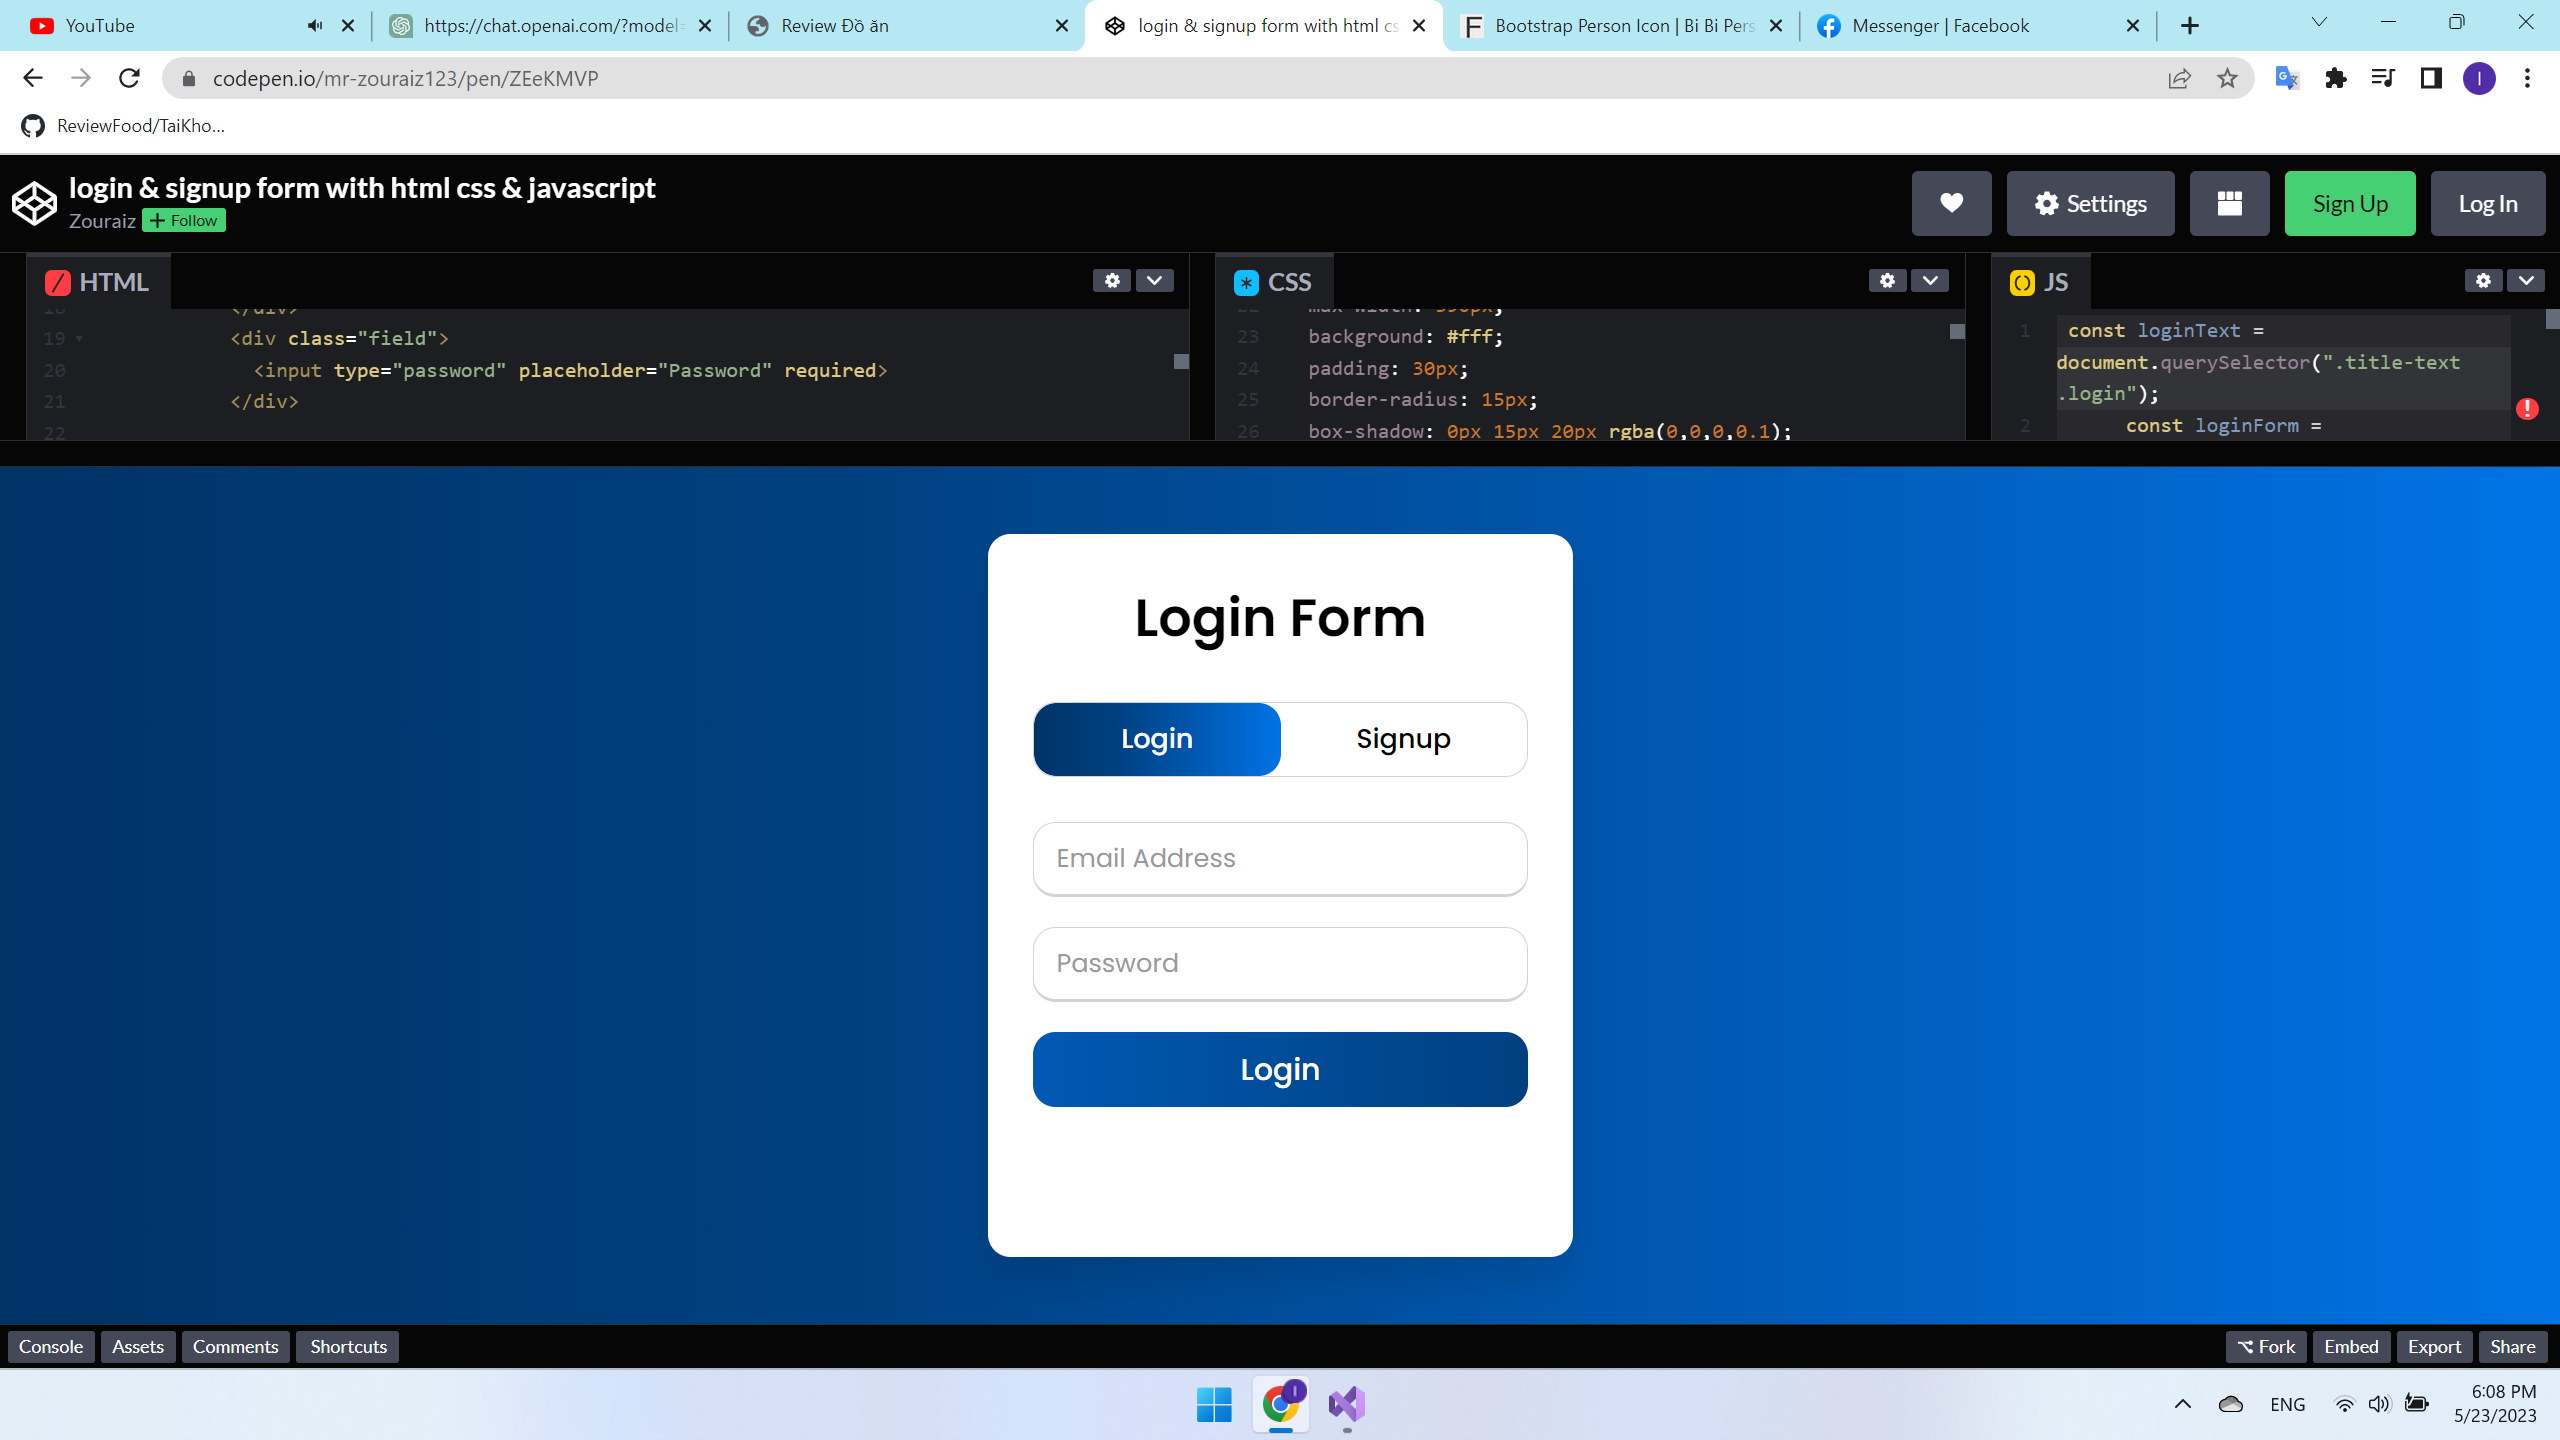 YouTube
https://chat.openai.com/?model=
Review Đồ ăn
login & signup form with html cs
Bootstrap Person Icon | Bi Bi Pers
Messenger | Facebook
codepen.io/mr-zouraiz123/pen/ZEeKMVP
I
ReviewFood/TaiKho...
login & signup form with html css & javascript
Zouraiz
+ Follow
Settings
Sign Up
Log In
HTML
18 </div>
19 <div class="field">
20 <input type="password" placeholder="Password" required>
21 </div>
22
CSS
22 max-width: 390px;
23 background: #fff;
24 padding: 30px;
25 border-radius: 15px;
26 box-shadow: 0px 15px 20px rgba(0,0,0,0.1);
JS
1 const loginText =
document.querySelector(".title-text
.login");
2 const loginForm =
Login Form
Login
Signup
Email Address
Password
Login
Console
Assets
Comments
Shortcuts
Fork
Embed
Export
Share
ENG
6:08 PM
5/23/2023